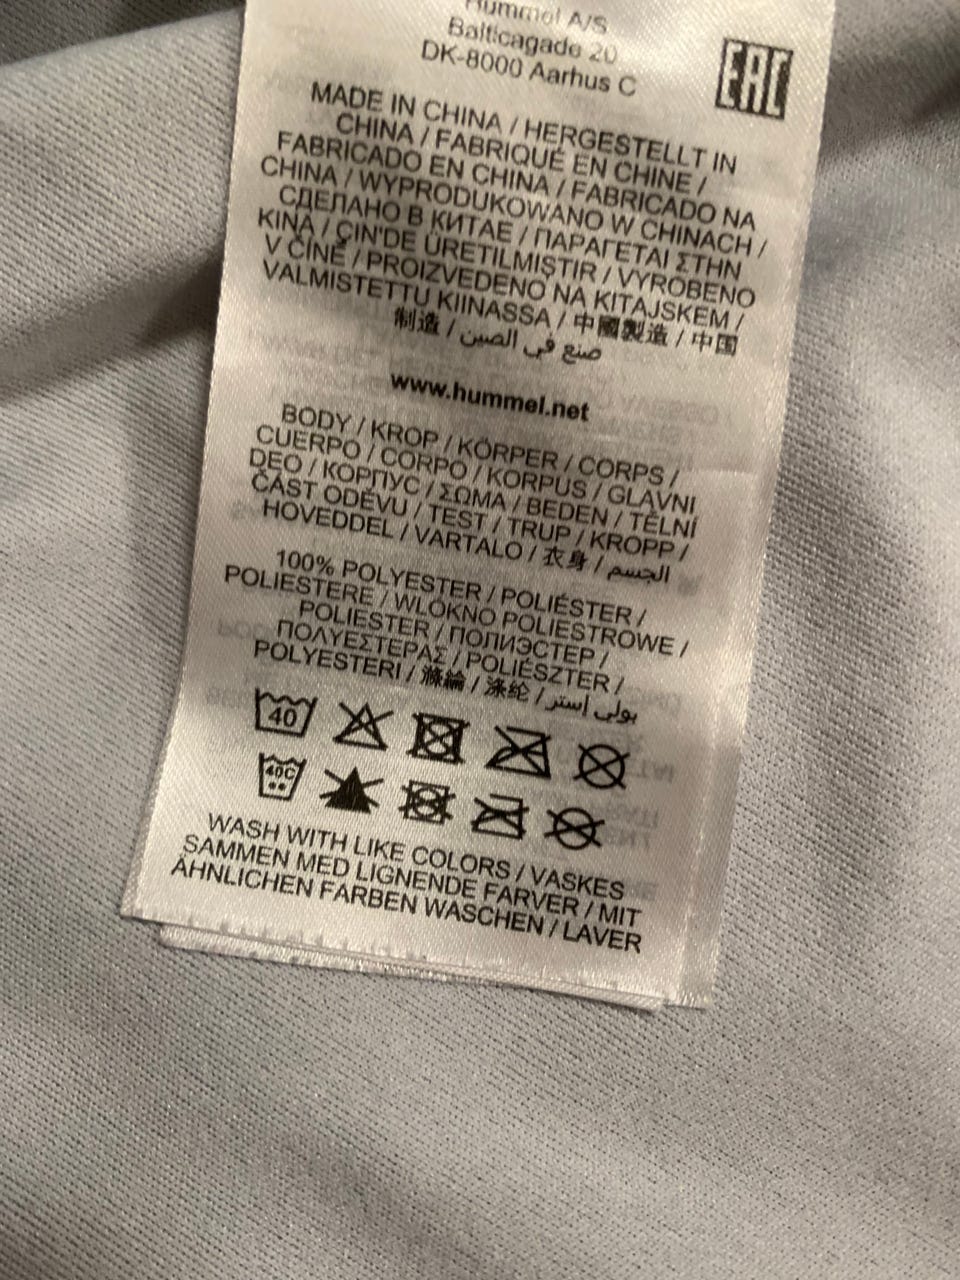 Hummel A/S
Balticagade 20
DK-8000 Aarhus C
EAC
MADE IN CHINA / HERGESTELLT IN
CHINA / FABRIQUÉ EN CHINE /
FABRICADO EN CHINA / FABRICADO NA
CHINA / WYPRODUKOWANO W CHINACH /
СДЕЛАНО В КИТАЕ / ΠΑΡΑΓΕΤΑΙ ΣΤΗΝ
KINA / ÇIN'DE ÜRETILMIŞTIR / VYROBENO
V ČÍNĚ / PROIZVEDENO NA KITAJSKEM /
VALMISTETTU KIINASSA / 中國製造 / 中国
制造 / صنع في الصين
www.hummel.net
BODY / KROP / KÖRPER / CORPS /
CUERPO / CORPO / KORPUS / GLAVNI
DEO / КОРПУС / ΣΩΜΑ / BEDEN / TĚLNÍ
ČÁST ODĚVU / TEST / TRUP / KROPP /
HOVEDDEL / VARTALO / 衣身 / الجسم
100% POLYESTER / POLIÉSTER /
POLIESTERE / WLÓKNO POLIESTROWE /
POLIESTER / ПОЛИЭСТЕР /
ΠΟΛΥΕΣΤΕΡΑΣ / POLIÉSZTER /
POLYESTERI / 滌綸 / 涤纶 / بولي إستر
40
40C
WASH WITH LIKE COLORS / VASKES
SAMMEN MED LIGNENDE FARVER / MIT
ÄHNLICHEN FARBEN WASCHEN / LAVER